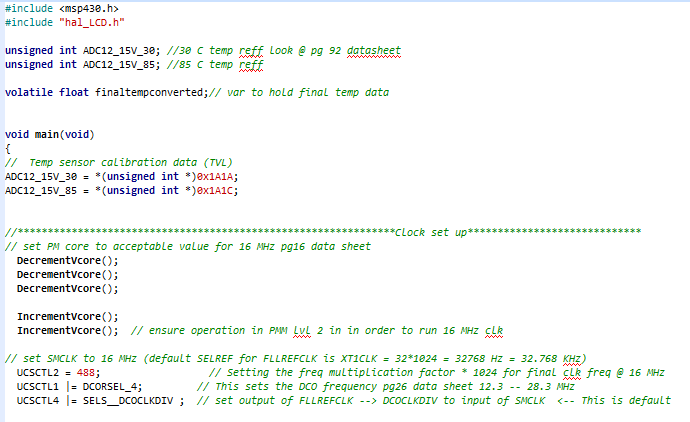 #include <msp430.h>
#include "hal_LCD.h"
unsigned int ADC12_15V_30; //30 C temp reff look @ pg 92 datasheet
unsigned int ADC12_15V_85; //85 C temp reff
volatile float finaltempconverted;// var to hold final temp data
void main(void)
{
//  Temp sensor calibration data (TVL)
ADC12_15V_30 = *(unsigned int *)0x1A1A;
ADC12_15V_85 = *(unsigned int *)0x1A1C;
//****************************************************************Clock set up*****************************
// set PM core to acceptable value for 16 MHz pg16 data sheet
DecrementVcore();
DecrementVcore();
DecrementVcore();
IncrementVcore();
IncrementVcore();  // ensure operation in PMM lvl 2 in in order to run 16 MHz clk
// set SMCLK to 16 MHz (default SELREF for FLLREFCLK is XT1CLK = 32*1024 = 32768 Hz = 32.768 KHz)
UCSCTL2 = 488;                // Setting the freq multiplication factor * 1024 for final clk freq @ 16 MHz
UCSCTL1 |= DCORSEL_4;        // This sets the DCO frequency pg26 data sheet 12.3 -- 28.3 MHz
UCSCTL4 |= SELS__DCOCLKDIV ;  // set output of FLLREFCLK --> DCOCLKDIV to input of SMCLK  <-- This is default